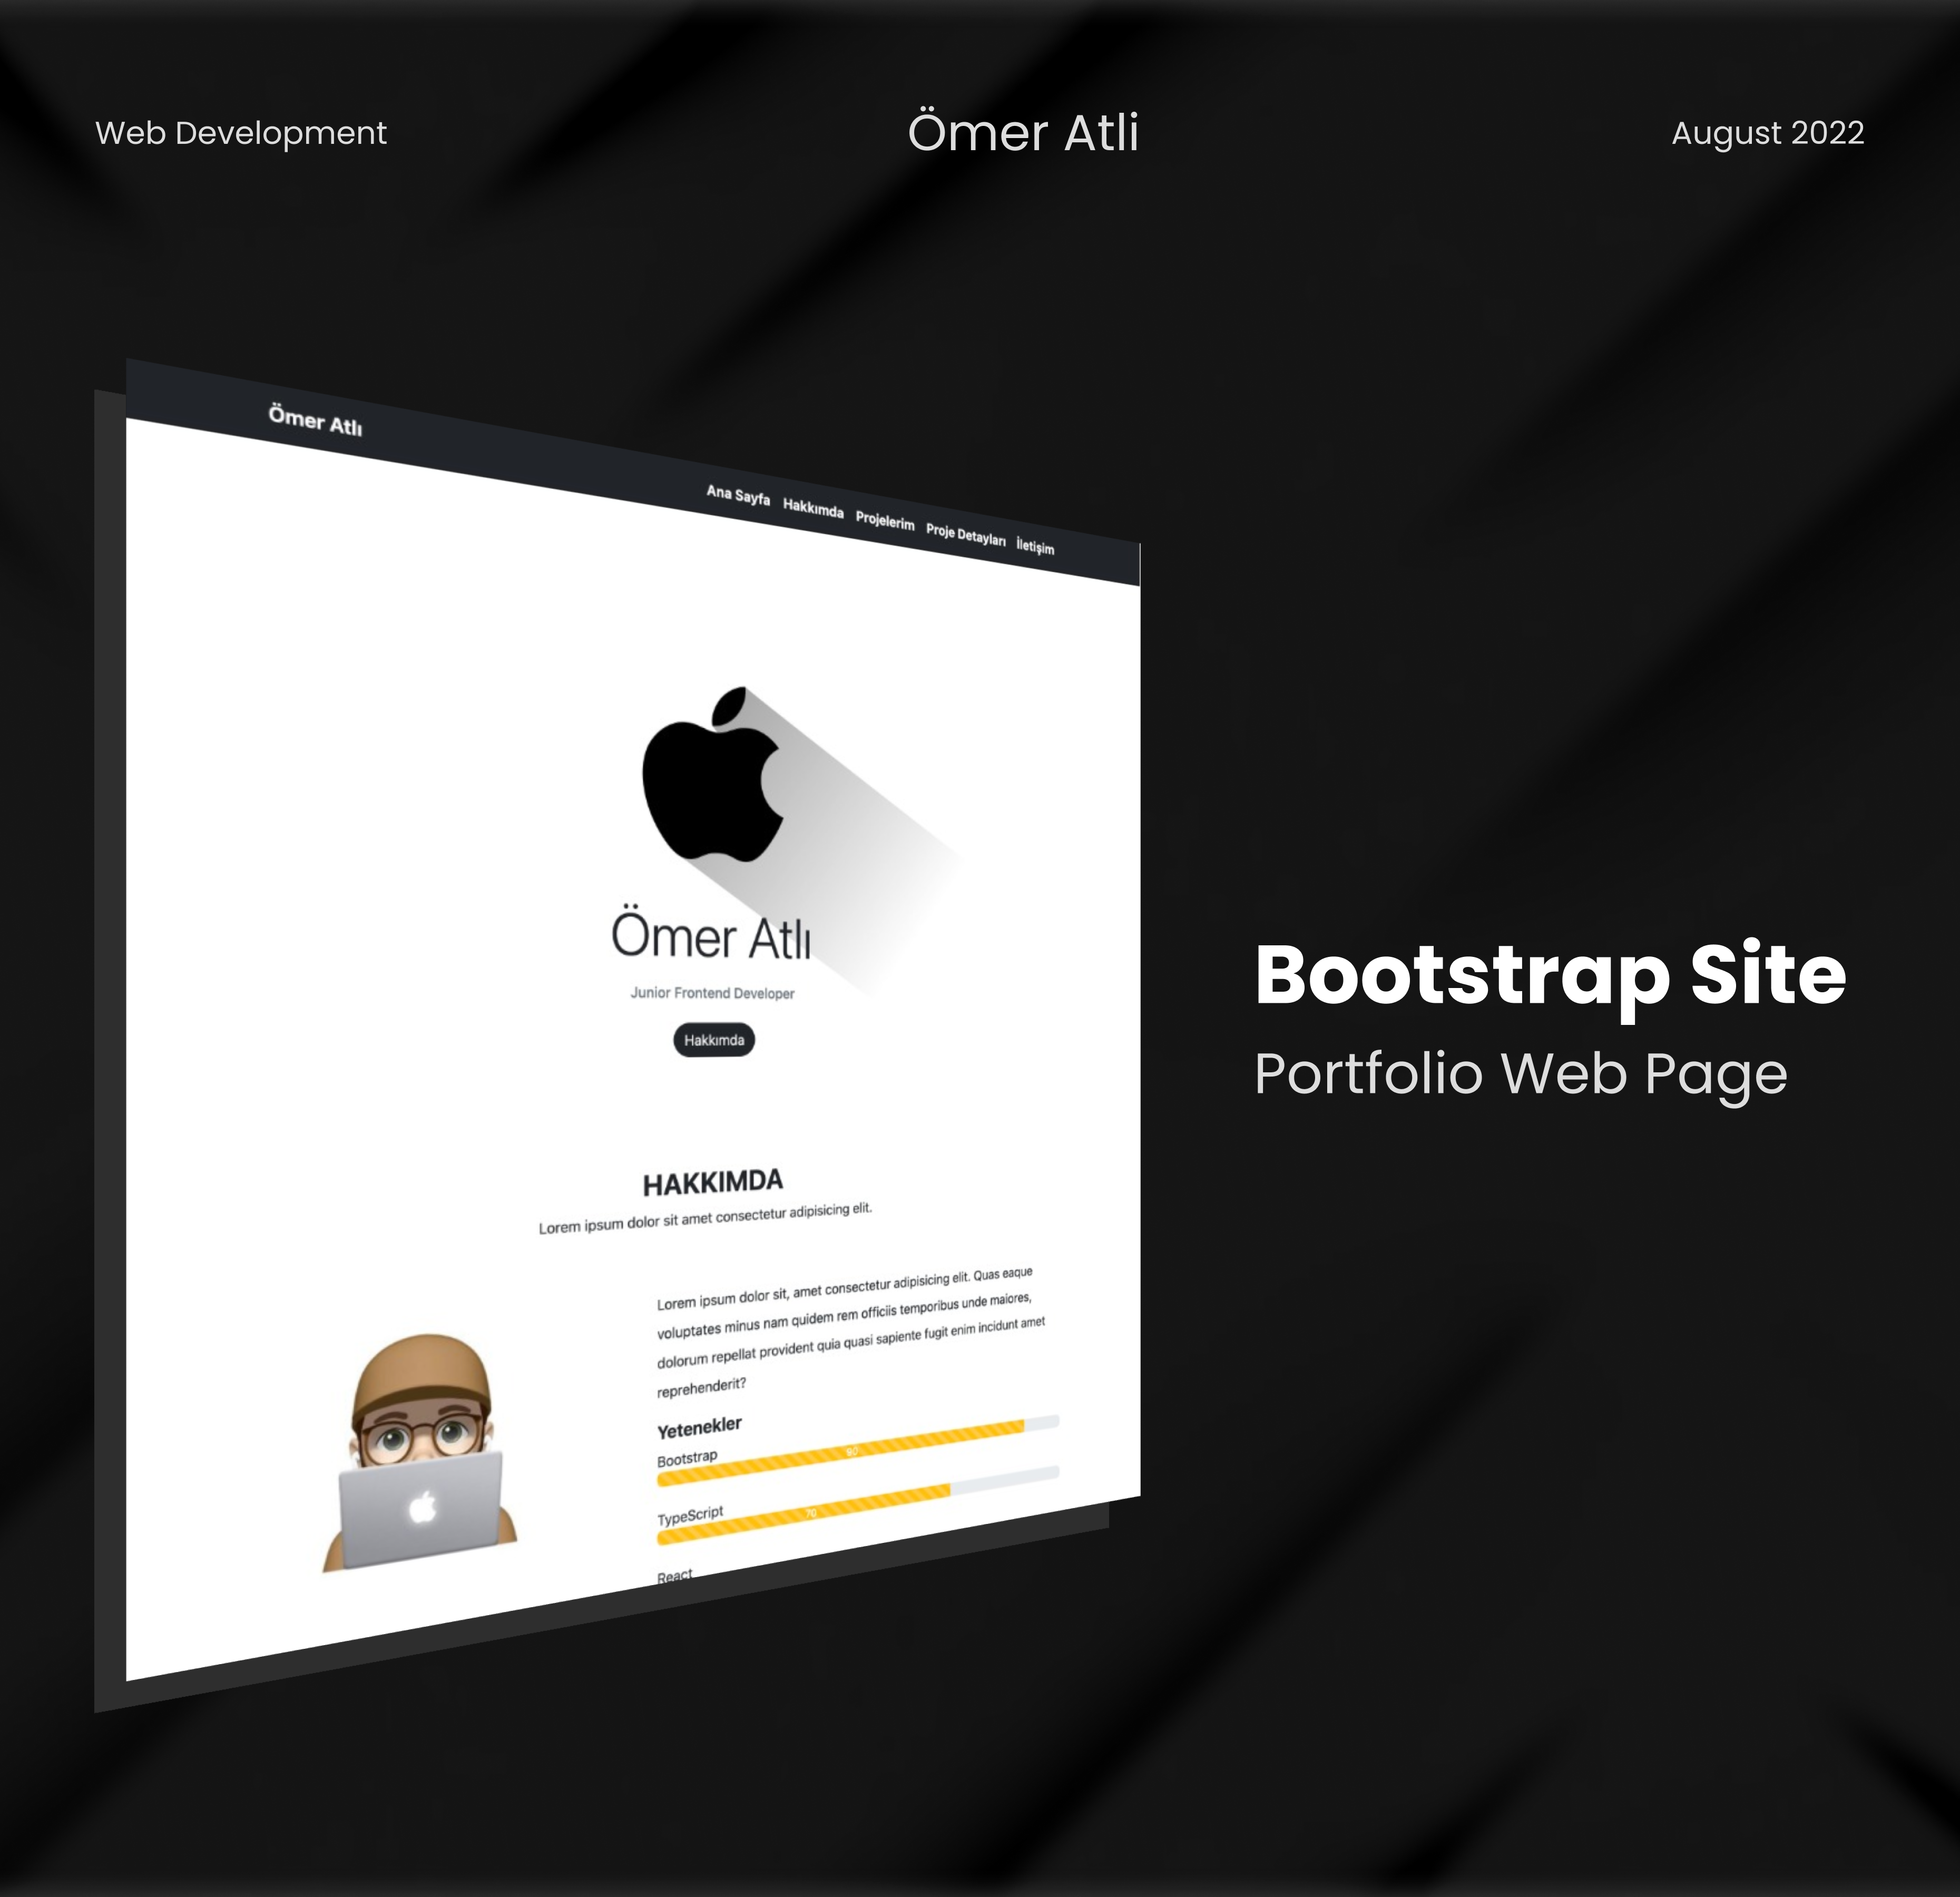 Web Development
Ömer Atli
August 2022
Ömer Atlı
Ana Sayfa Hakkımda Projelerim Proje Detayları İletişim
Ömer Atlı
Junior Frontend Developer
Hakkımda
Bootstrap Site
Portfolio Web Page
HAKKIMDA
Lorem ipsum dolor sit amet consectetur adipisicing elit.
Lorem ipsum dolor sit, amet consectetur adipisicing elit. Quas eaque
voluptates minus nam quidem rem officiis temporibus unde maiores,
dolorum repellat provident quia quasi sapiente fugit enim incidunt amet
reprehenderit?
Yetenekler
Bootstrap
90
TypeScript
70
React